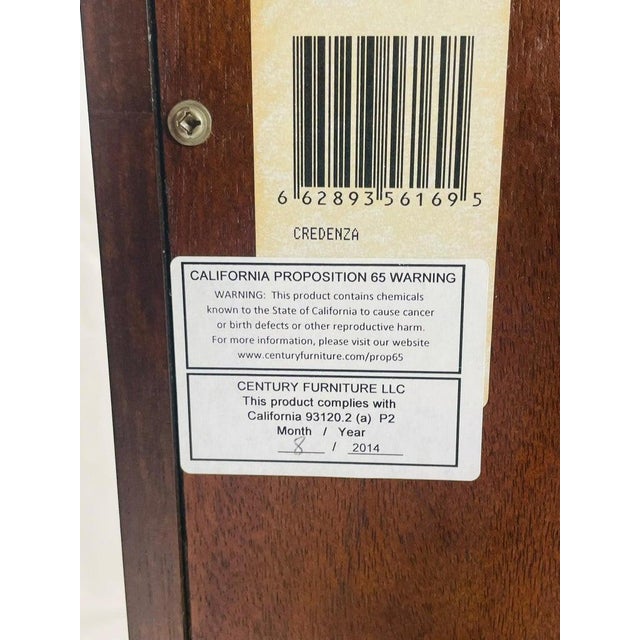 6 62893 56169 5
CREDENZA
CALIFORNIA PROPOSITION 65 WARNING
WARNING: This product contains chemicals
known to the State of California to cause cancer
or birth defects or other reproductive harm.
For more information, please visit our website
www.centuryfurniture.com/prop65
CENTURY FURNITURE LLC
This product complies with
California 93120.2 (a) P2
Month / Year
8 / 2014